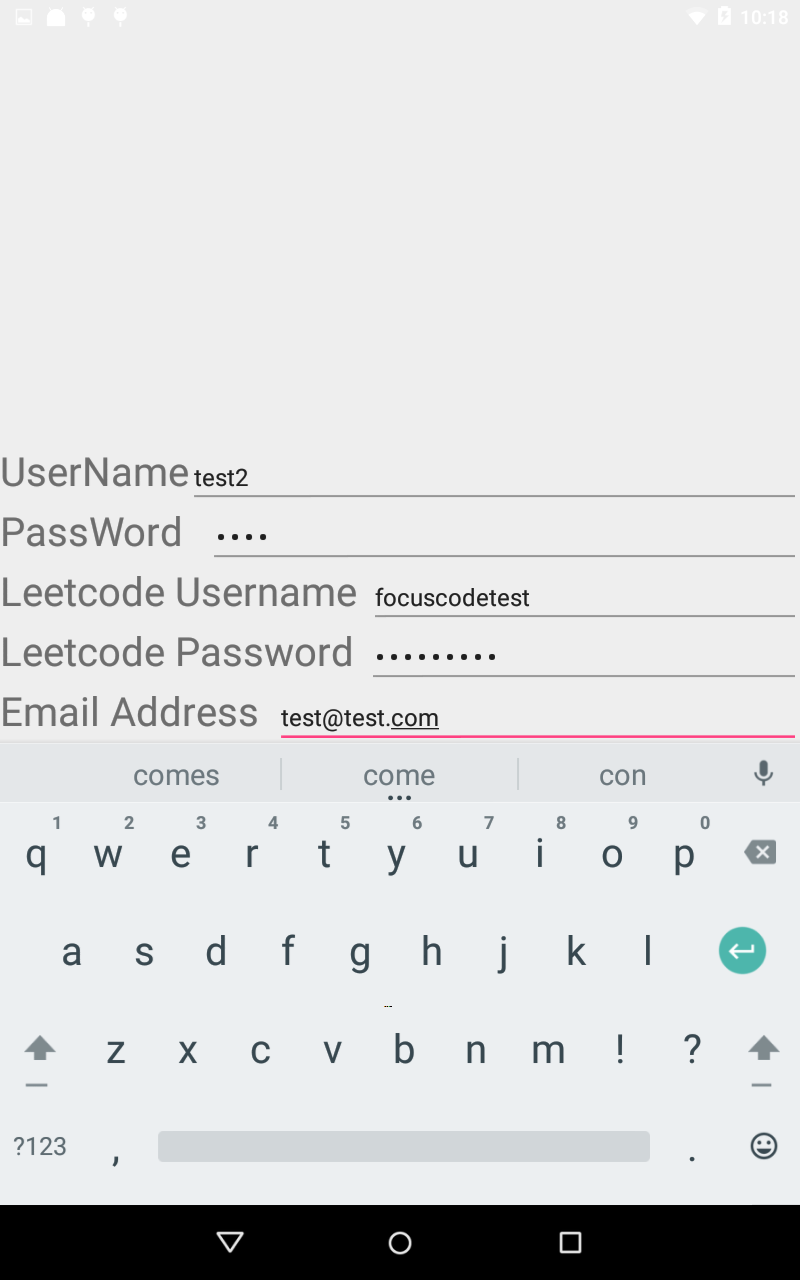 10:18
UserName test2
PassWord ••••
Leetcode Username focuscodetest
Leetcode Password •••••••••
Email Address test@test.com
comes come con
1 2 3 4 5 6 7 8 9 0
q w e r t y u i o p
a s d f g h j k l
z x c v b n m ! ?
?123 , .